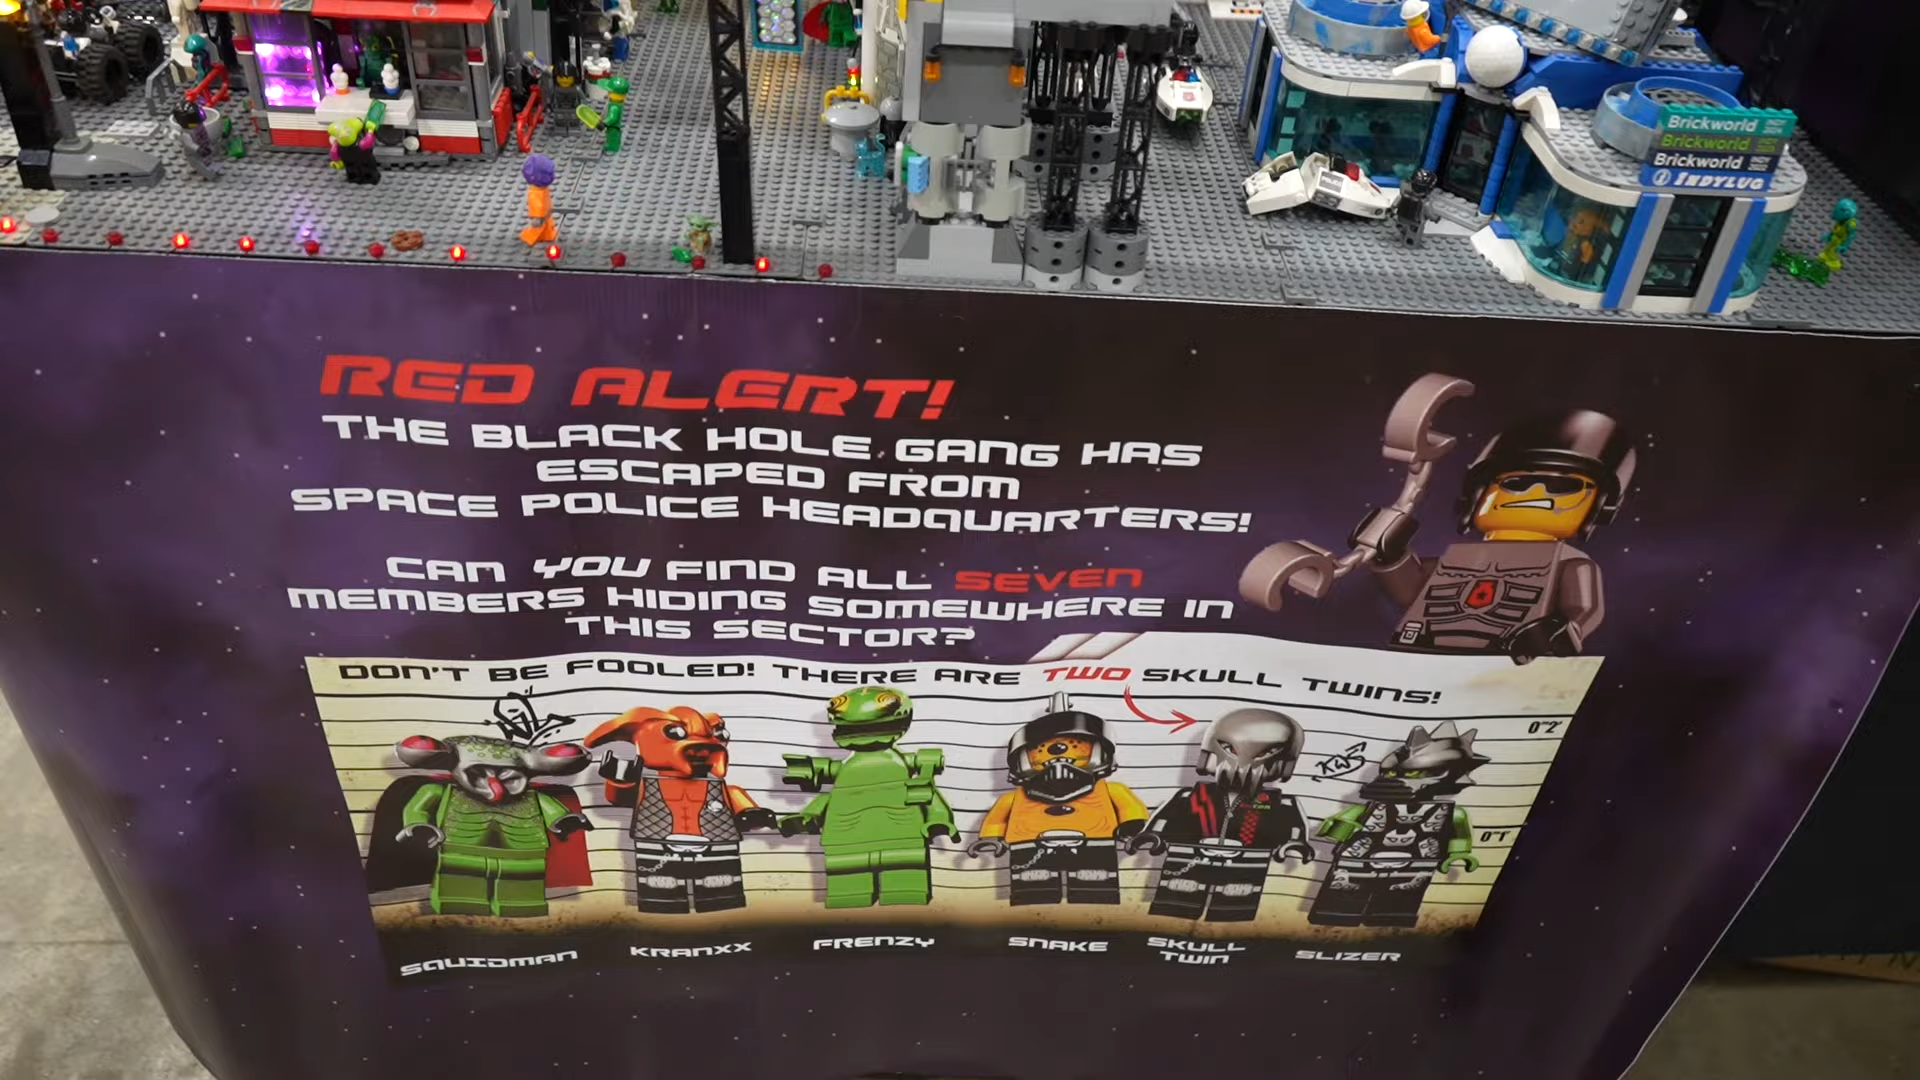 Brickworld
Brickworld
Brickworld
INDYLUG
POLICE
RED ALERT!
THE BLACK HOLE GANG HAS
ESCAPED FROM
SPACE POLICE HEADQUARTERS!
CAN YOU FIND ALL SEVEN
MEMBERS HIDING SOMEWHERE IN
THIS SECTOR?
DON'T BE FOOLED! THERE ARE TWO SKULL TWINS!
0"2'
0"1'
SQUIDMAN
KRANXX
FRENZY
SNAKE
SKULL
TWIN
SLIZER